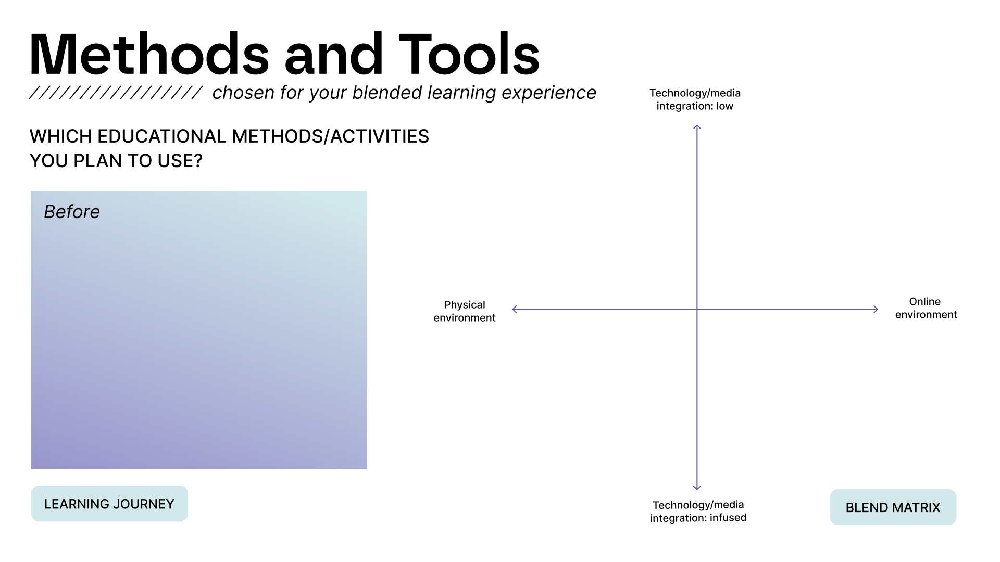 Methods and Tools
//////////////// chosen for your blended learning experience
WHICH EDUCATIONAL METHODS/ACTIVITIES
YOU PLAN TO USE?
Before
LEARNING JOURNEY
Technology/media
integration: low
Physical
environment
Online
environment
Technology/media
integration: infused
BLEND MATRIX